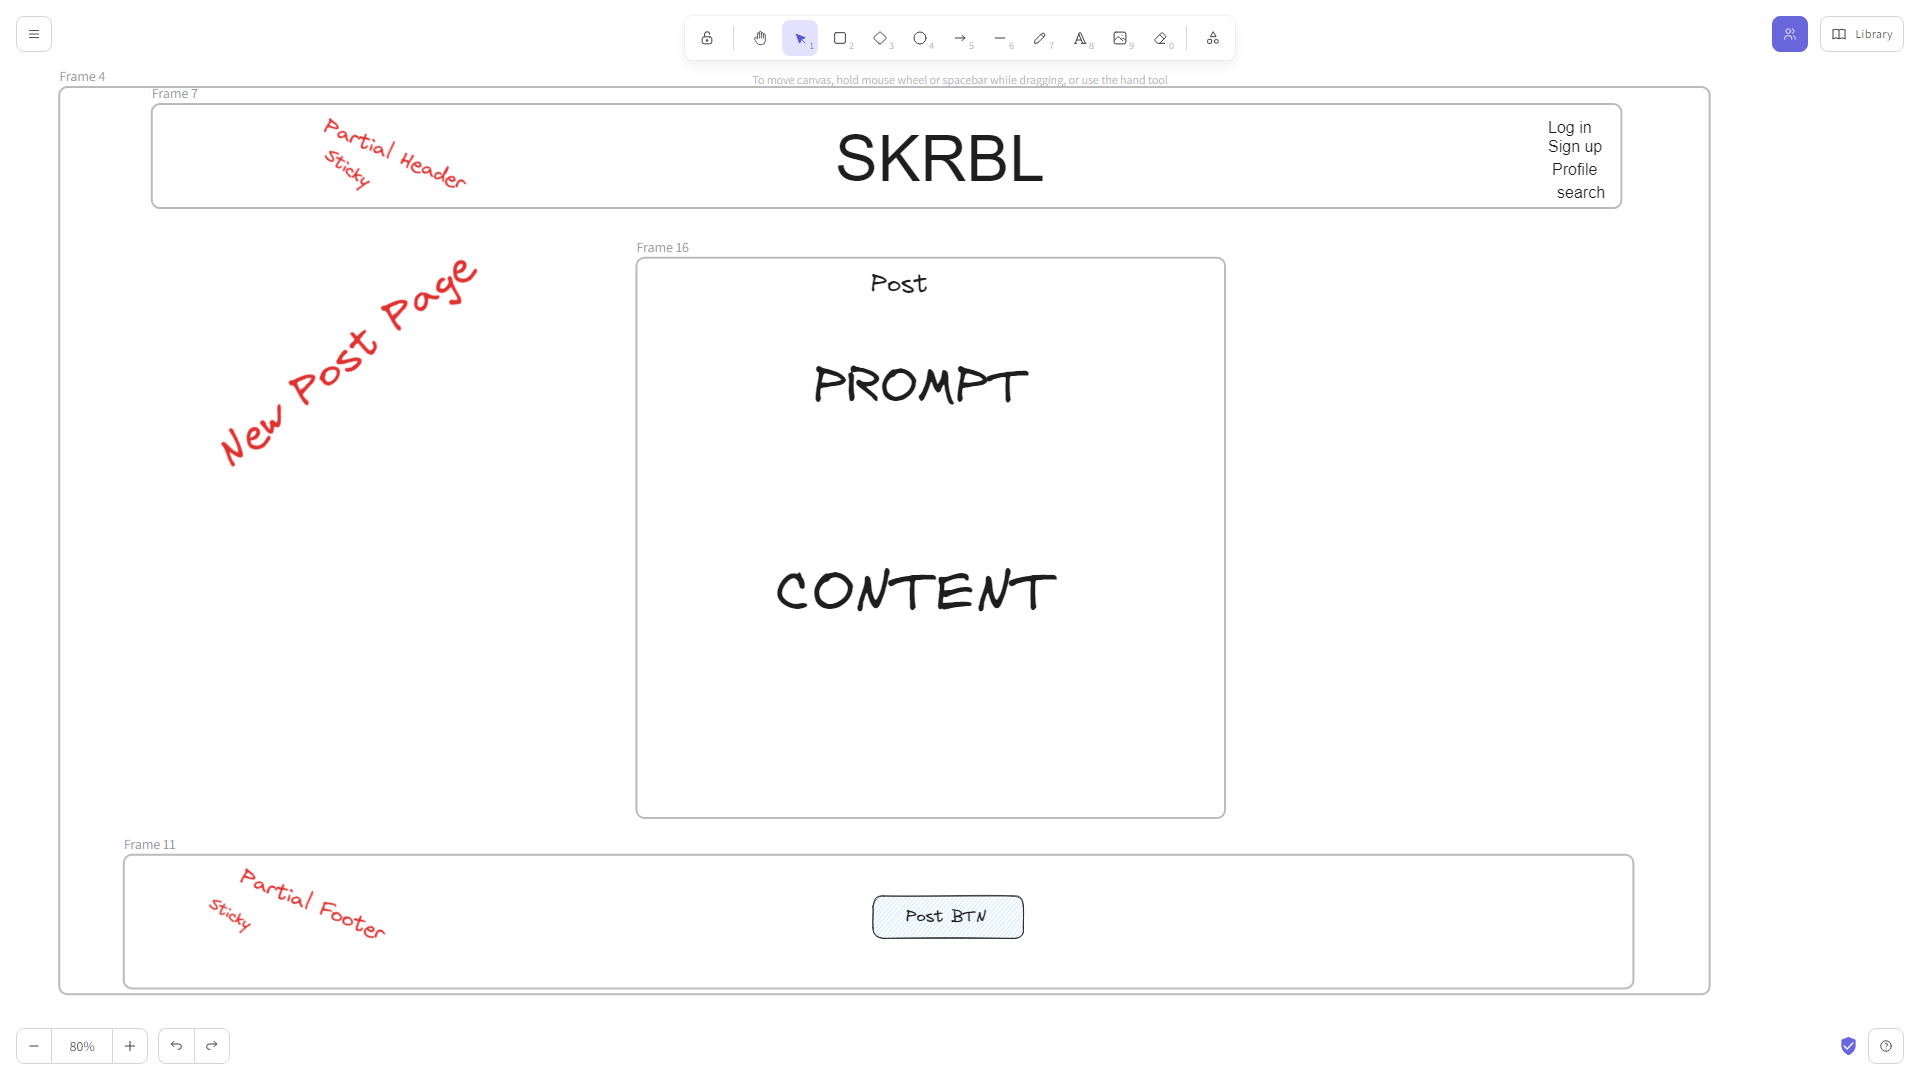 1
2
3
4
5
6
7
8
9
0
Library
To move canvas, hold mouse wheel or spacebar while dragging, or use the hand tool
Frame 4
Frame 7
Partial Header
Sticky
SKRBL
Log in
Sign up
Profile
search
New Post Page
Frame 16
Post
PROMPT
CONTENT
Frame 11
Partial Footer
Sticky
Post BTN
80%